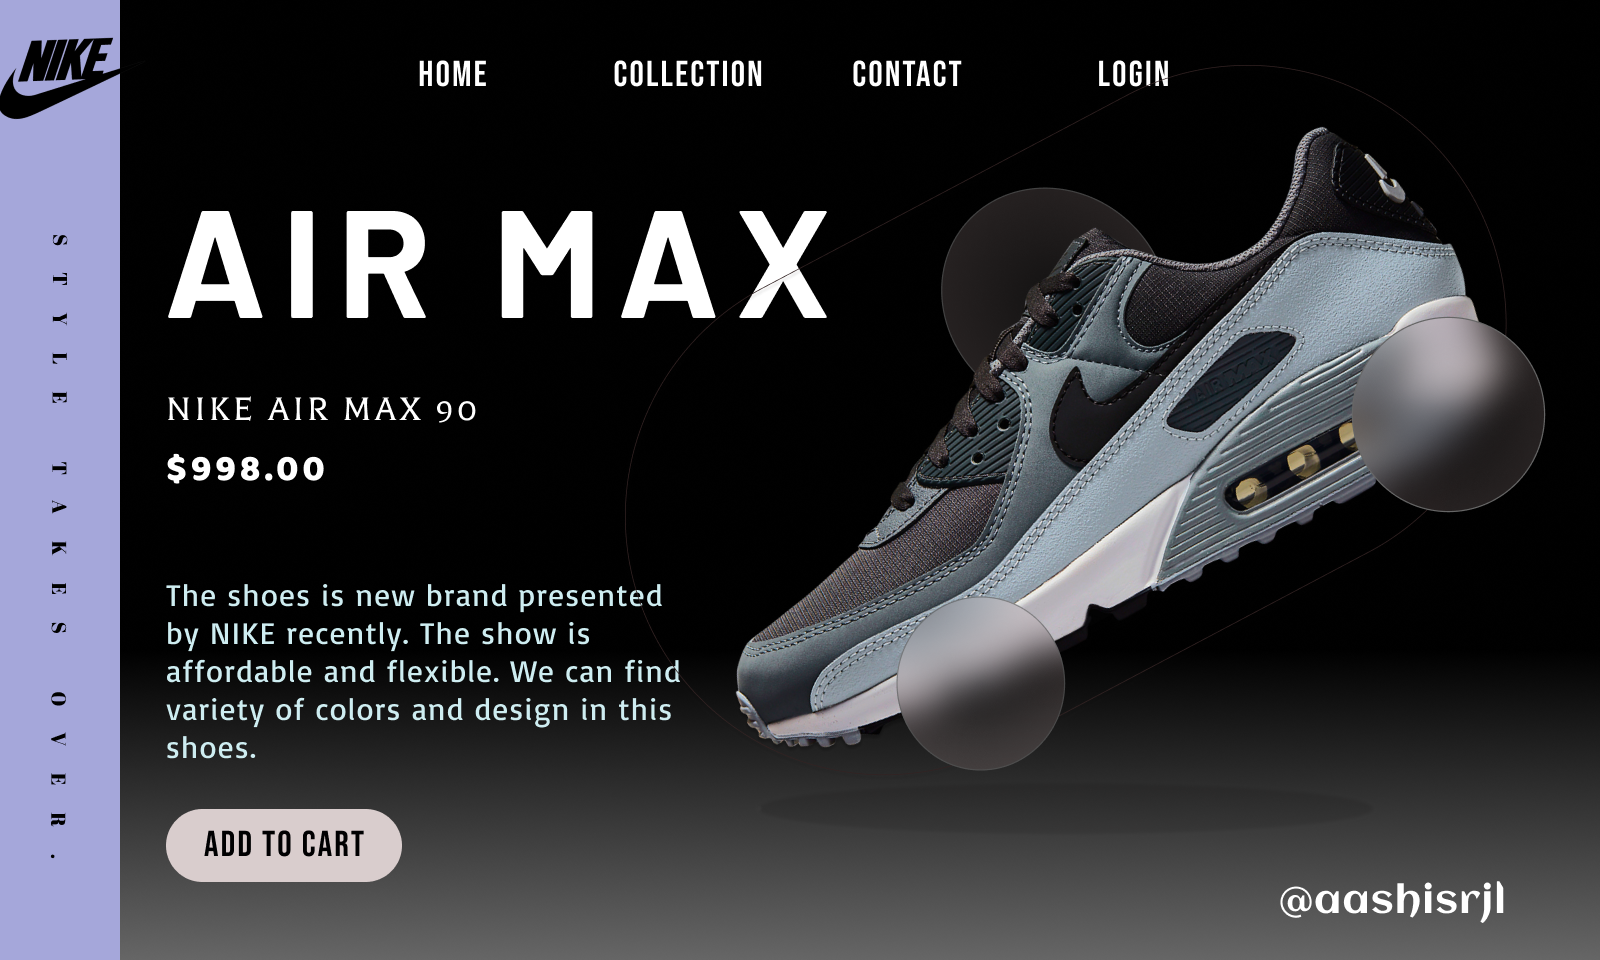 NIKE
HOME COLLECTION CONTACT LOGIN
STYLE TAKES OVER.
AIR MAX
NIKE AIR MAX 90
$998.00
The shoes is new brand presented
by NIKE recently. The show is
affordable and flexible. We can find
variety of colors and design in this
shoes.
ADD TO CART
AIR MAX
@aashisrjl